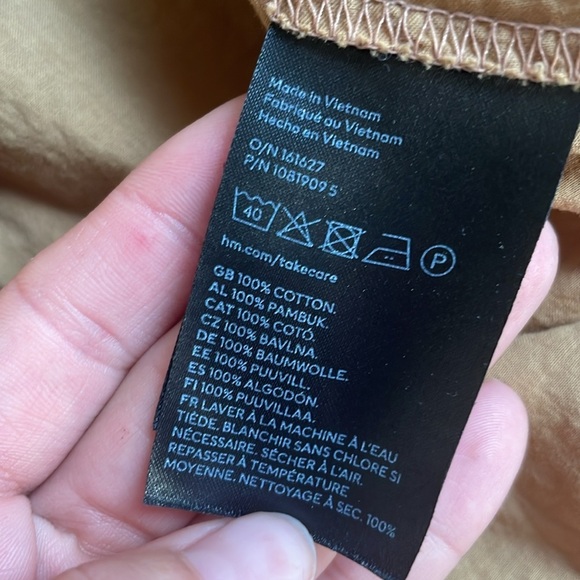 Made in Vietnam
Fabriqué au Vietnam
Hecho en Vietnam
O/N 161627
P/N 1081909 5
40
P
hm.com/takecare
GB 100% COTTON.
AL 100% PAMBUK.
CAT 100% COTÓ.
CZ 100% BAVLNA.
DE 100% BAUMWOLLE.
EE 100% PUUVILL.
ES 100% ALGODÓN.
FI 100% PUUVILLAA.
FR LAVER À LA MACHINE À L'EAU
TIÈDE. BLANCHIR SANS CHLORE SI
NÉCESSAIRE. SÉCHER À L'AIR.
REPASSER À TEMPÉRATURE
MOYENNE. NETTOYAGE À SEC. 100%